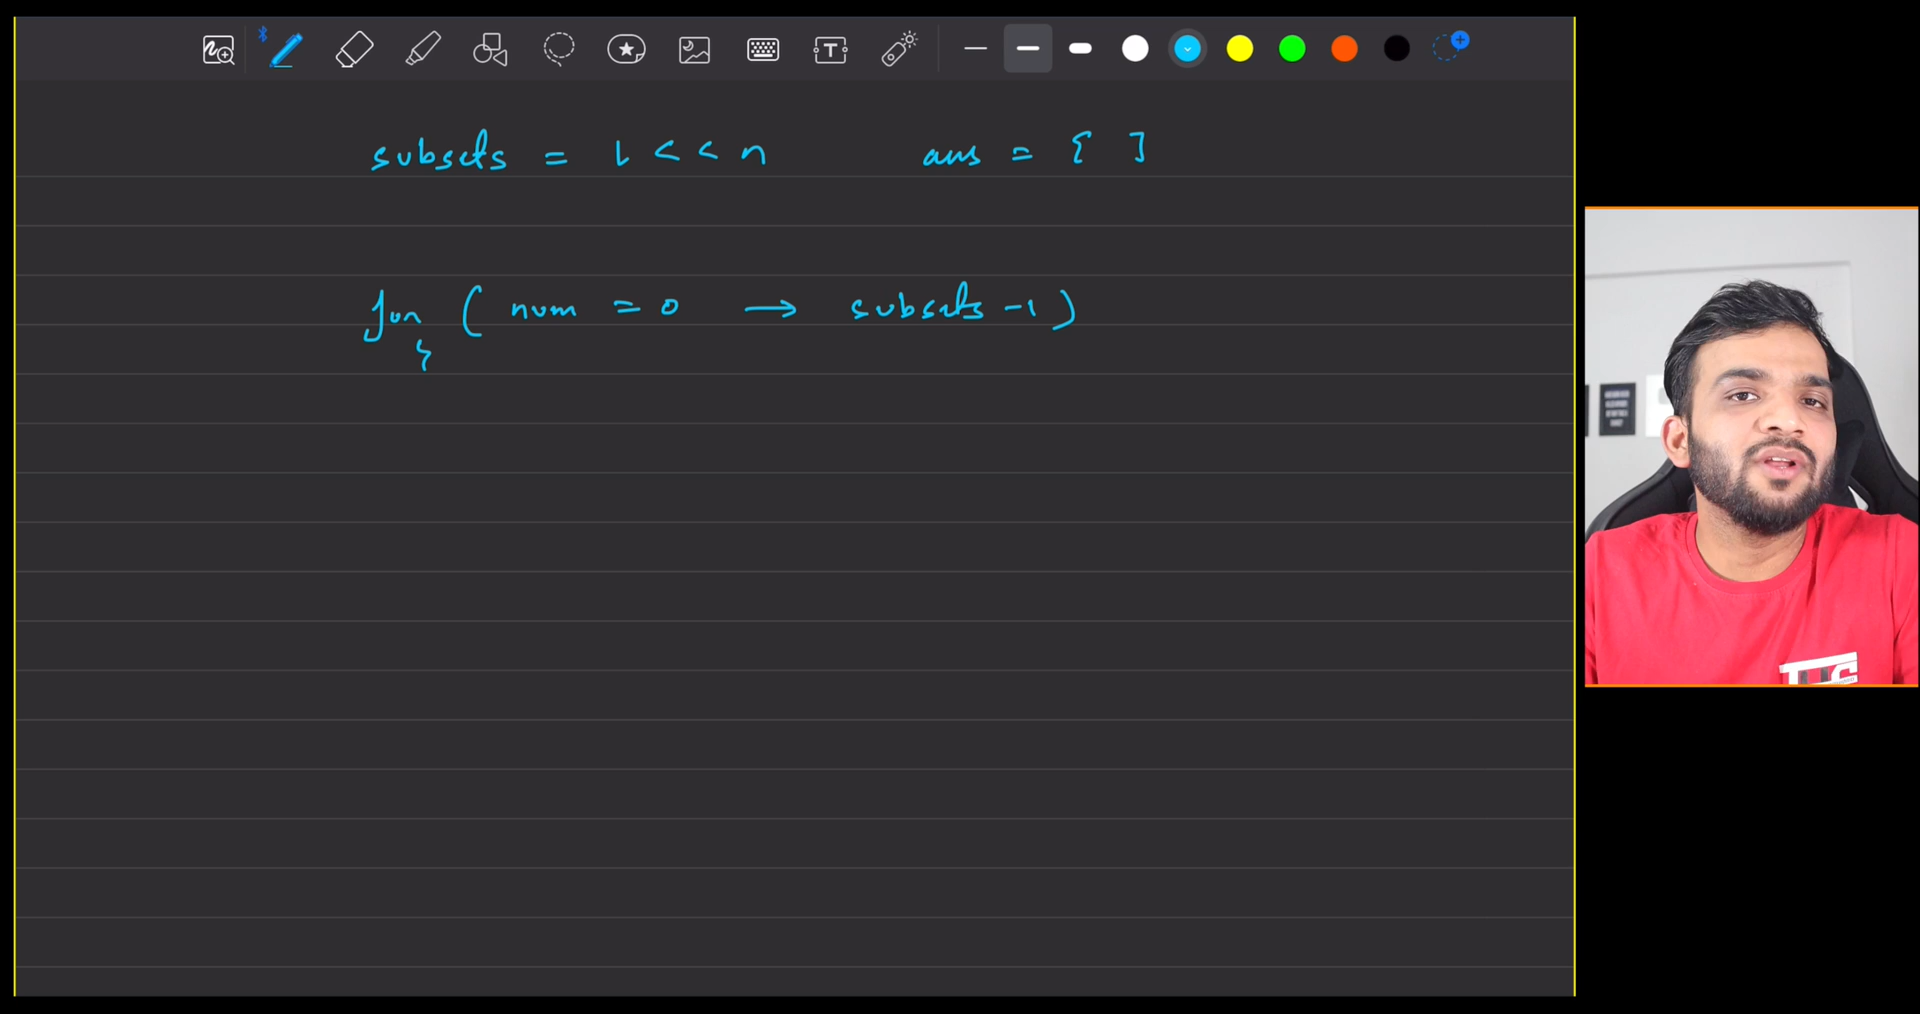 subsets = 1 << n ans = [ ]
for ( num = 0 → subsets -1 )
{